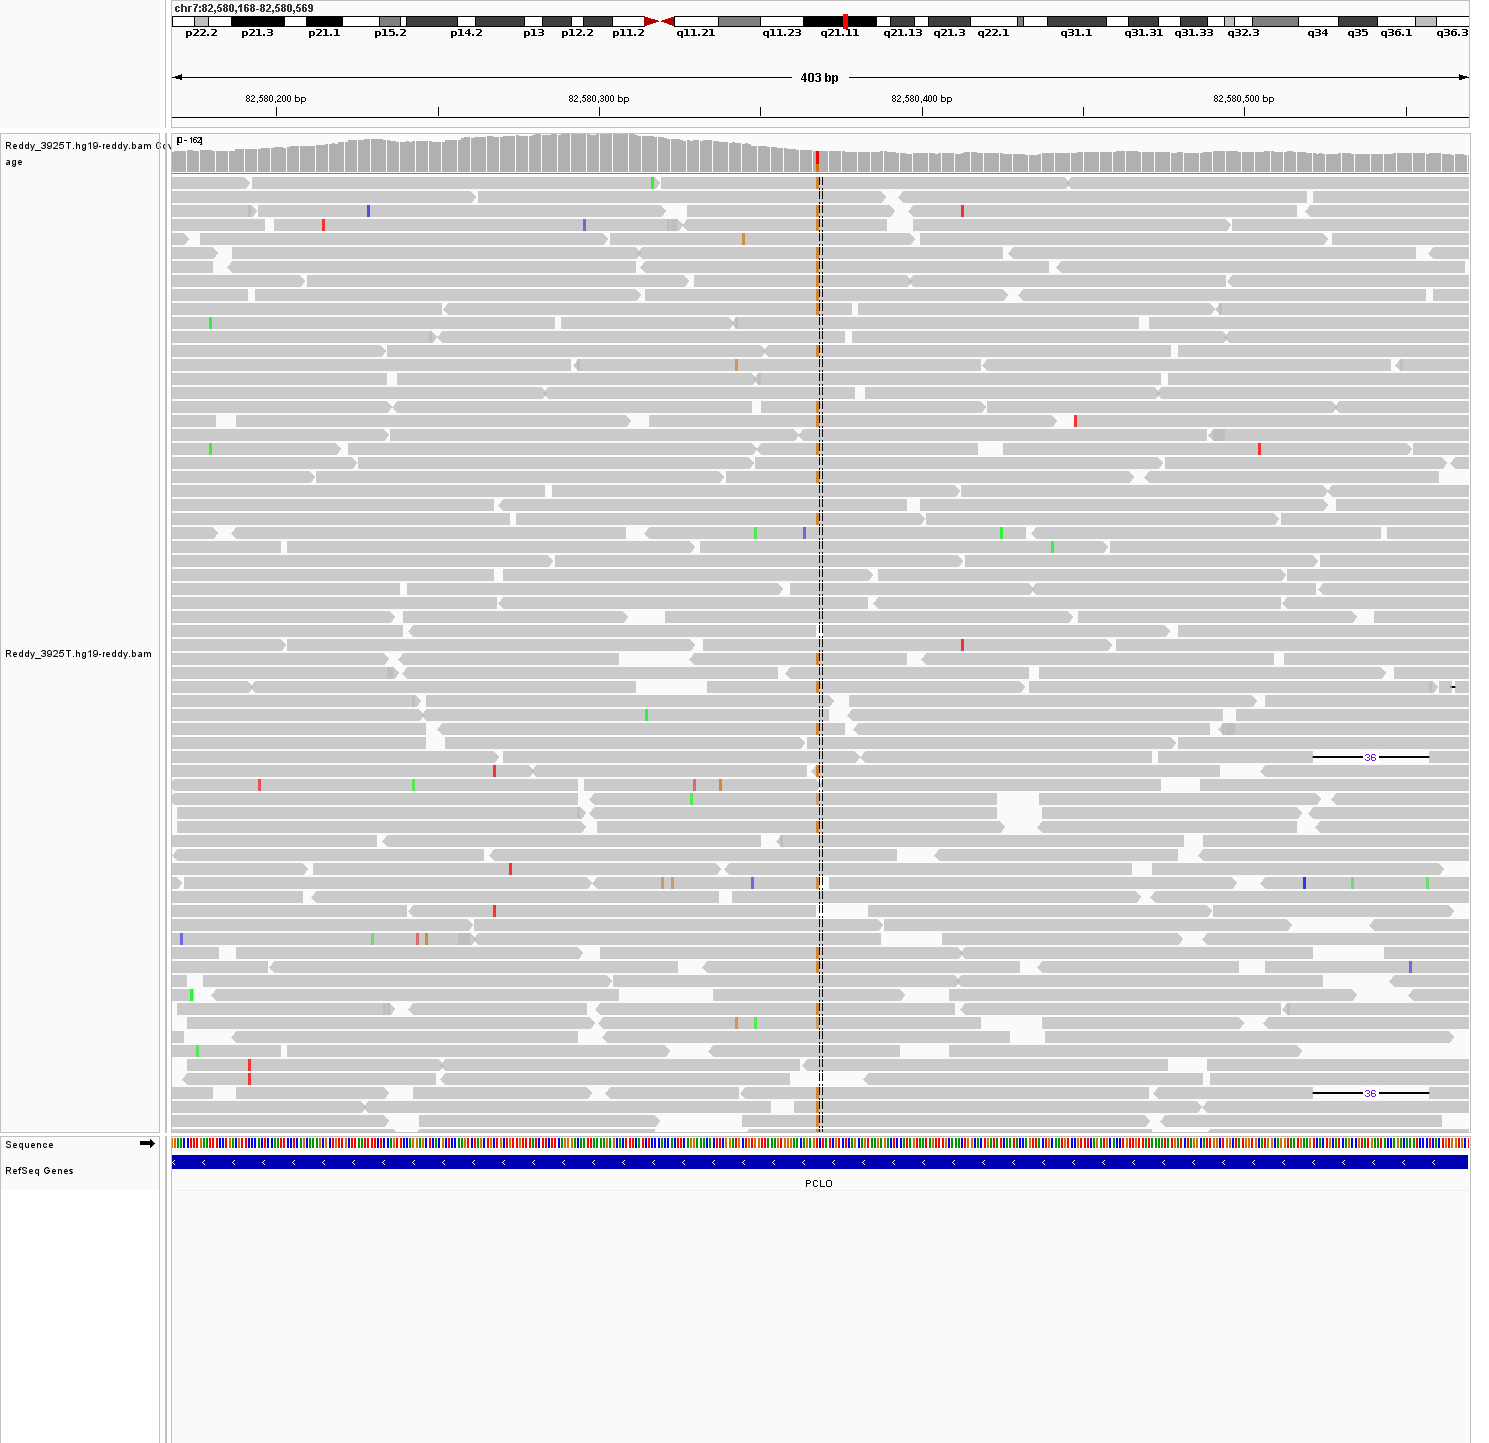 chr7:82,580,168-82,580,569
p22.2 p21.3 p21.1 p15.2 p14.2 p13 p12.2 p11.2 q11.21 q11.23 q21.11 q21.13 q21.3 q22.1 q31.1 q31.31 q31.33 q32.3 q34 q35 q36.1 q36.3
403 bp
82,580,200 bp 82,580,300 bp 82,580,400 bp 82,580,500 bp
Reddy_3925T.hg19-reddy.bam Cov
age
[0 - 162]
Reddy_3925T.hg19-reddy.bam
36
36
Sequence
RefSeq Genes
PCLO